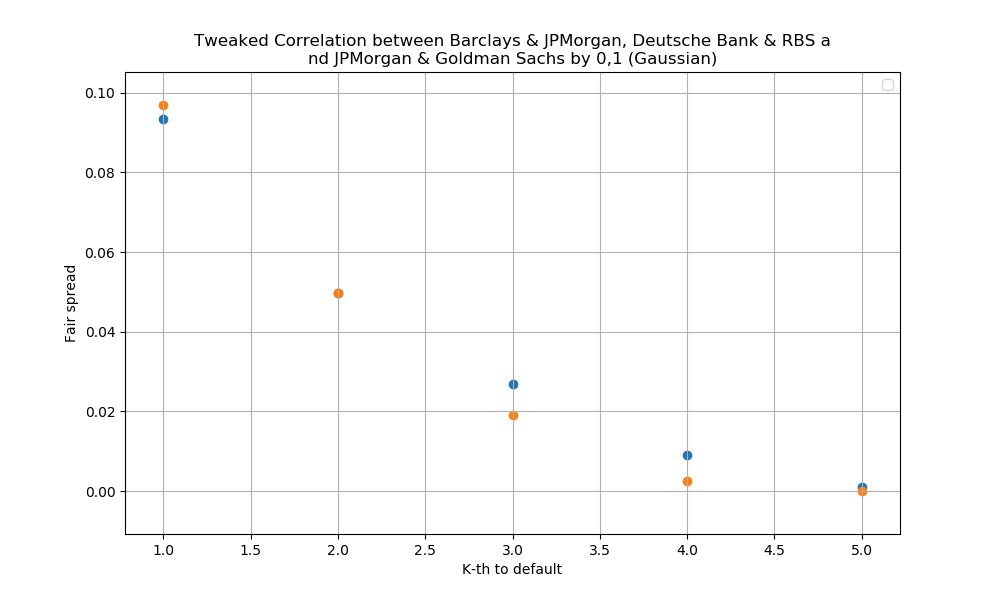 Tweaked Correlation between Barclays & JPMorgan, Deutsche Bank & RBS a
nd JPMorgan & Goldman Sachs by 0,1 (Gaussian)
0.10
0.08
0.06
0.04
0.02
0.00
Fair spread
1.0 1.5 2.0 2.5 3.0 3.5 4.0 4.5 5.0
K-th to default